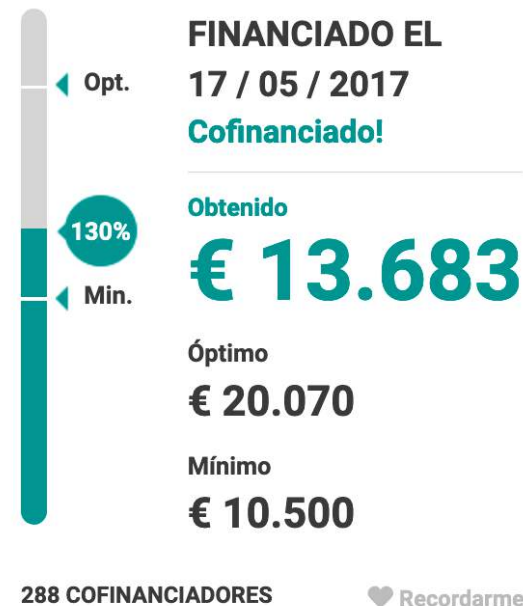 FINANCIADO EL
17 / 05 / 2017
Cofinanciado!
Opt.
130%
Min.
Obtenido
€ 13.683
Óptimo
€ 20.070
Mínimo
€ 10.500
288 COFINANCIADORES
Recordarme